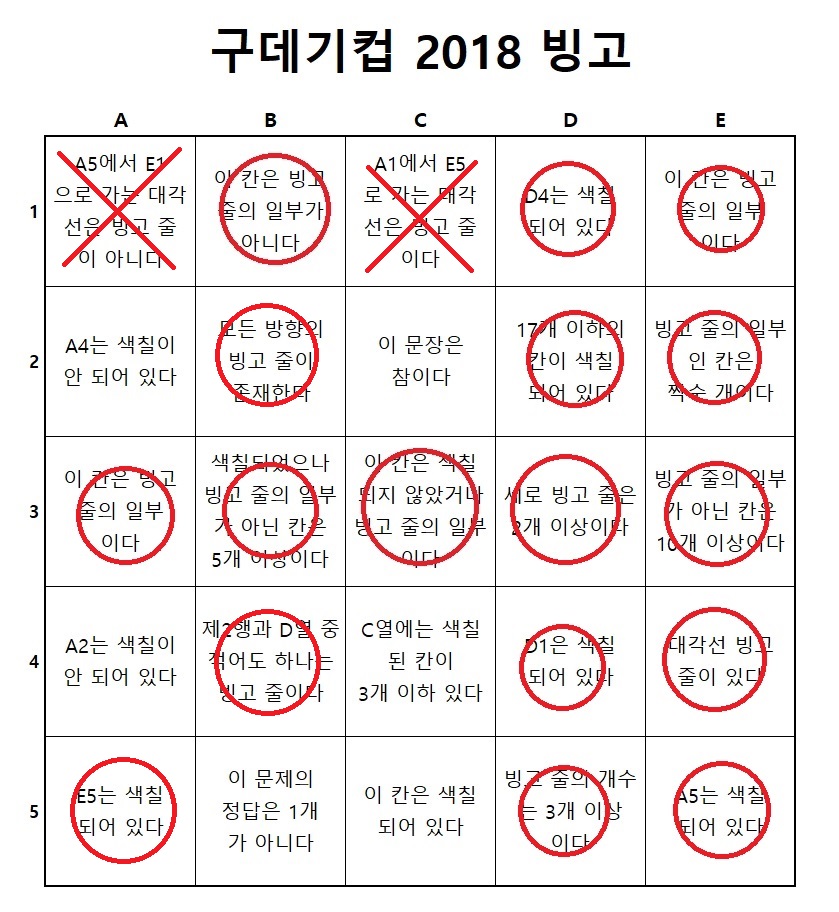 구데기컵 2018 빙고
A B C D E
1
A5에서 E1
으로 가는 대각
선은 빙고 줄
이 아니다
이 칸은 빙고
줄의 일부가
아니다
A1에서 E5
로 가는 대각
선은 빙고 줄
이다
D4는 색칠
되어 있다
이 칸은 빙고
줄의 일부
이다
2
A4는 색칠이
안 되어 있다
모든 방향의
빙고 줄이
존재한다
이 문장은
참이다
17개 이하의
칸이 색칠
되어 있다
빙고 줄의 일부
인 칸은
짝수 개이다
3
이 칸은 빙고
줄의 일부
이다
색칠되었으나
빙고 줄의 일부
가 아닌 칸은
5개 이상이다
이 칸은 색칠
되지 않았거나
빙고 줄의 일부
이다
세로 빙고 줄은
2개 이상이다
빙고 줄의 일부
가 아닌 칸은
10개 이상이다
4
A2는 색칠이
안 되어 있다
제2행과 D열 중
적어도 하나는
빙고 줄이다
C열에는 색칠
된 칸이
3개 이하 있다
D1은 색칠
되어 있다
대각선 빙고
줄이 있다
5
E5는 색칠
되어 있다
이 문제의
정답은 1개
가 아니다
이 칸은 색칠
되어 있다
빙고 줄의 개수
는 3개 이상
이다
A5는 색칠
되어 있다